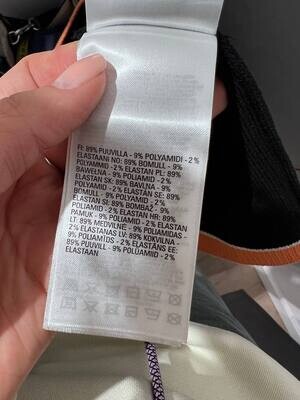 FI: 89% PUUVILLA - 9% POLYAMIDI - 2%
ELASTAANI NO: 89% BOMULL - 9%
POLYAMID - 2% ELASTAN PL: 89%
BAWEŁNA - 9% POLIAMID - 2%
ELASTAN SK: 89% BAVLNA - 9%
POLYAMID - 2% ELASTAN SE: 89%
BOMULL - 9% POLYAMID - 2%
ELASTAN SI: 89% BOMBAŽ - 9%
POLIAMID - 2% ELASTAN HR: 89%
PAMUK - 9% POLIAMID - 2% ELASTAN
LT: 89% MEDVILNĖ - 9% POLIAMIDAS -
2% ELASTANAS LV: 89% KOKVILNA -
9% POLIAMĪDS - 2% ELASTĀNS EE:
89% PUUVILL - 9% POLÜAMIID - 2%
ELASTAAN